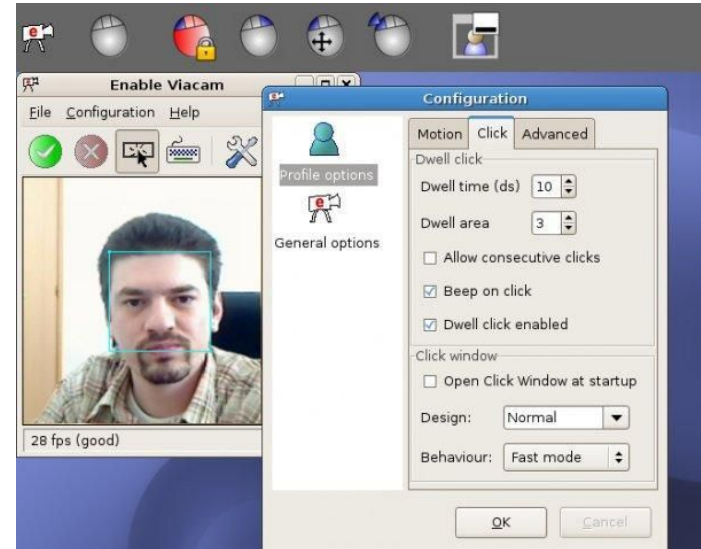 e
e
Enable Viacam
File Configuration Help
28 fps (good)
Configuration
Profile options
e
General options
Motion Click Advanced
Dwell click
Dwell time (ds) 10
Dwell area 3
Allow consecutive clicks
Beep on click
Dwell click enabled
Click window
Open Click Window at startup
Design: Normal
Behaviour: Fast mode
OK Cancel